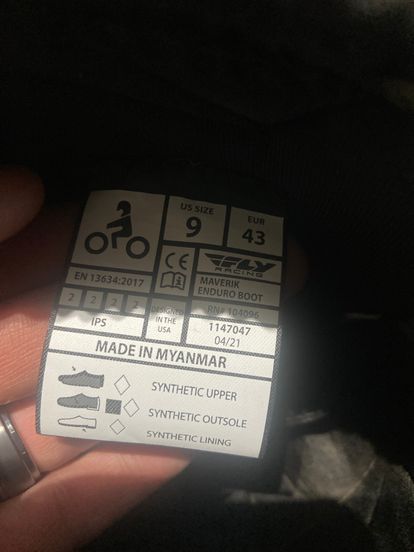 US SIZE
9
EUR
43
EN 13634:2017
CE
FLY
RACING
MAVERIK
ENDURO BOOT
2 2 2 2
IPS
DESIGNED
IN THE
USA
RN# 104096
1147047
04/21
MADE IN MYANMAR
SYNTHETIC UPPER
SYNTHETIC OUTSOLE
SYNTHETIC LINING